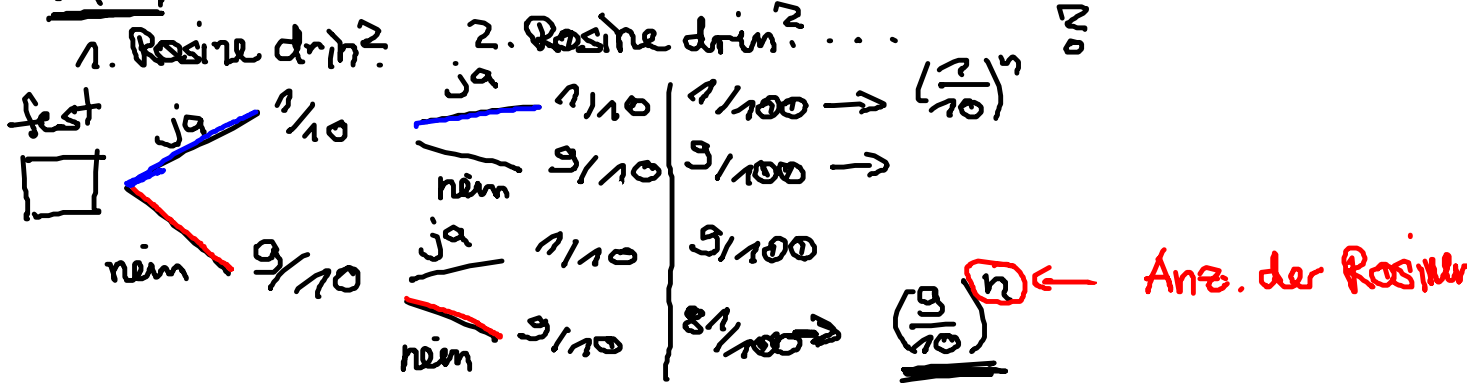 1. Rosine drin? 2. Rosine drin? .... ?
fest ja 1/10 ja 1/10 1/100 → (1/10)^n
nein 9/10 9/100 →
nein 9/10 ja 1/10 9/100
nein 9/10 81/100 → (9/10)^n ← Anz. der Rosinen